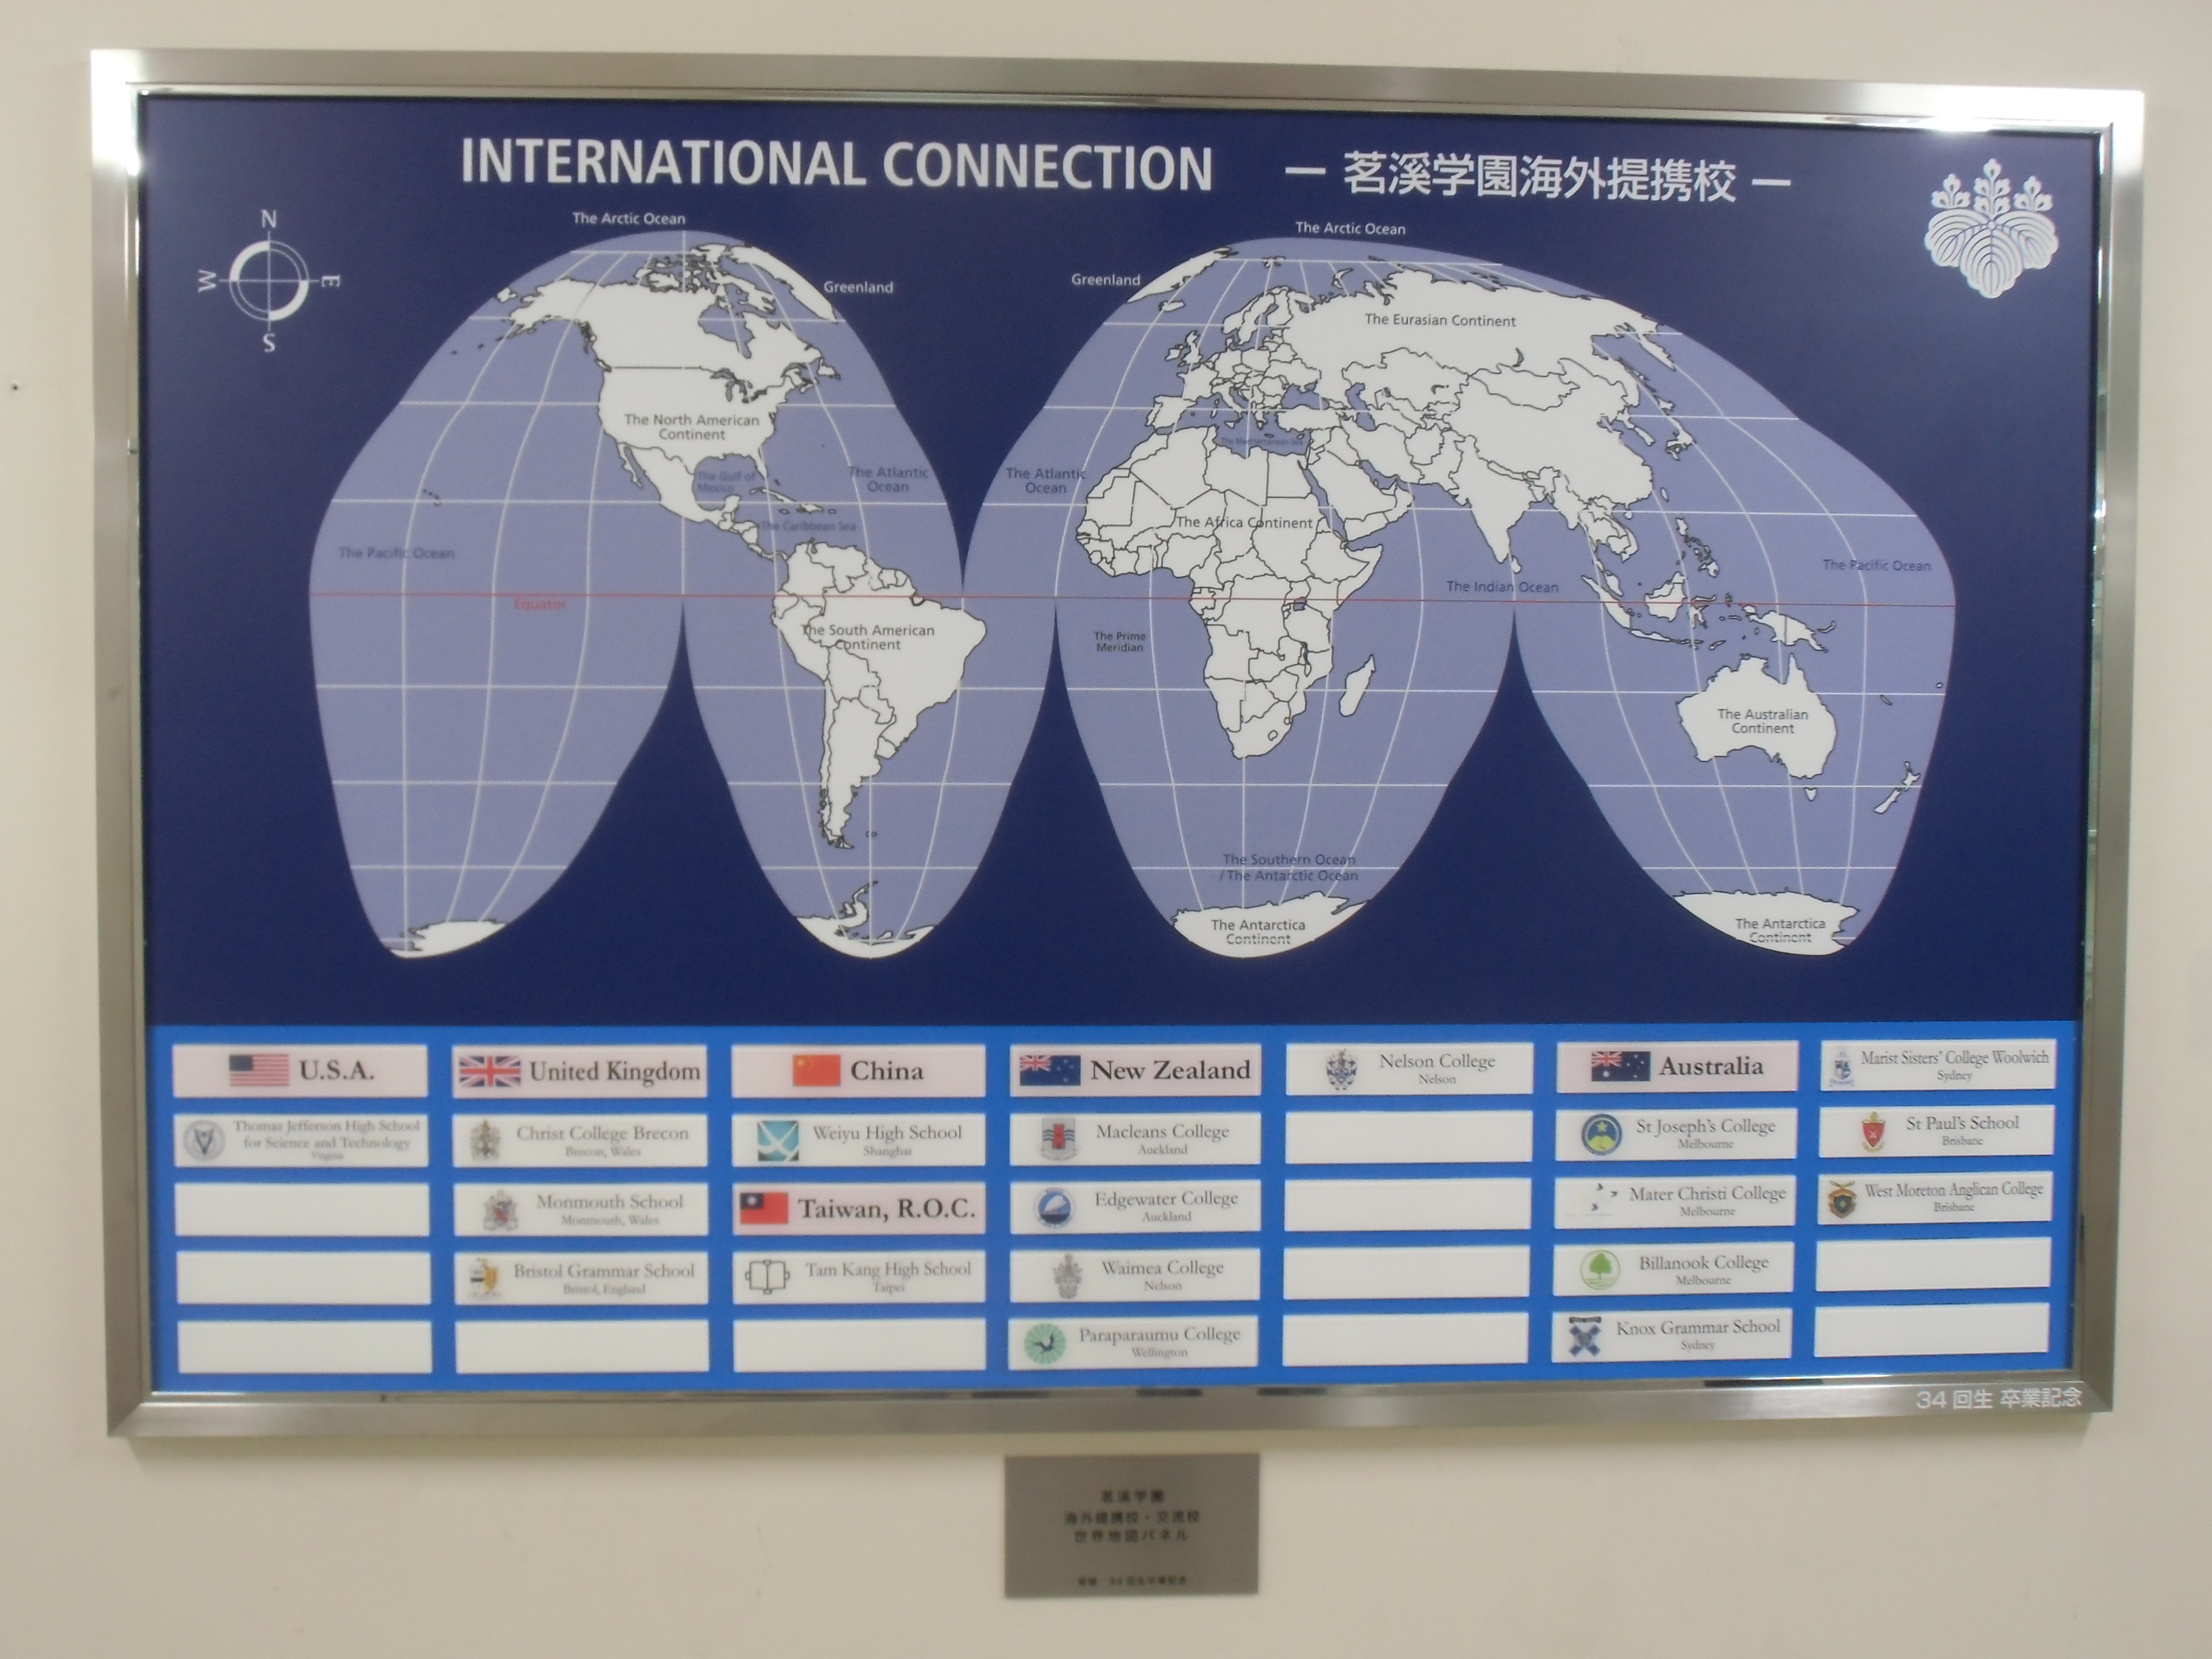 INTERNATIONAL CONNECTION ー 茗溪学園海外提携校 ー
N
W
E
S
The Arctic Ocean
The Arctic Ocean
Greenland
Greenland
The Eurasian Continent
The North American
Continent
The Gulf of
Mexico
The Atlantic
Ocean
The Atlantic
Ocean
The Mediterranean Sea
The Caribbean Sea
The Africa Continent
The Pacific Ocean
The Pacific Ocean
The Indian Ocean
Equator
The South American
Continent
The Prime
Meridian
The Australian
Continent
The Southern Ocean
/The Antarctic Ocean
The Antarctica
Continent
The Antarctica
Continent
U.S.A.
Thomas Jefferson High School
for Science and Technology
Virginia
United Kingdom
Christ College Brecon
Brecon, Wales
Monmouth School
Monmouth, Wales
Bristol Grammar School
Bristol, England
China
Weiyu High School
Shanghai
Taiwan, R.O.C.
Tam Kang High School
Taipei
New Zealand
Macleans College
Auckland
Edgewater College
Auckland
Waimea College
Nelson
Paraparaumu College
Wellington
Nelson College
Nelson
Australia
St Joseph's College
Melbourne
Mater Christi College
Melbourne
Billanook College
Melbourne
Knox Grammar School
Sydney
Marist Sisters' College Woolwich
Sydney
St Paul's School
Brisbane
West Moreton Anglican College
Brisbane
34 回生 卒業記念
茗溪学園
海外提携校・交流校
世界地図パネル
34回生卒業記念